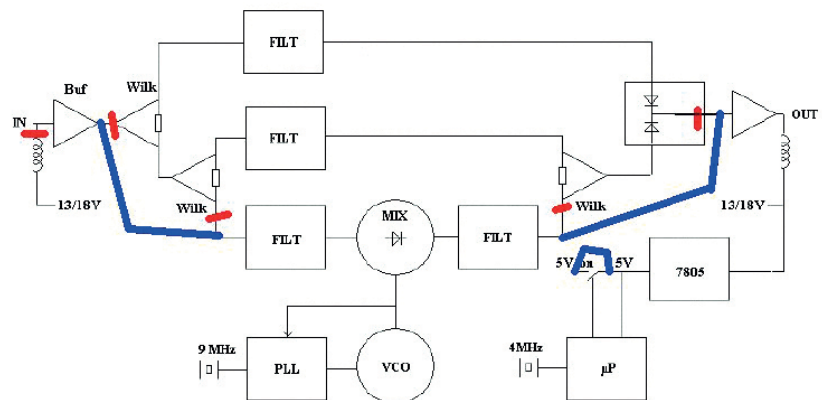 FILT
Buf
Wilk
IN
OUT
FILT
13/18V
Wilk
MIX
Wilk
13/18V
FILT
FILT
5V on 5V
7805
9 MHz
4MHz
PLL
VCO
µP